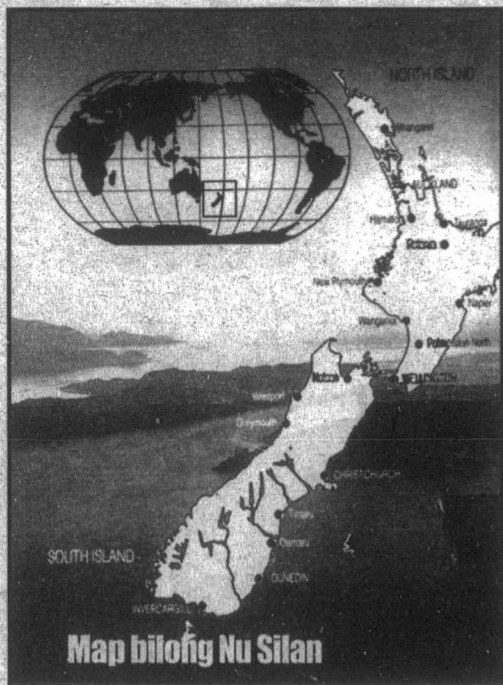 NORTH ISLAND
Whangarei
AUCKLAND
Hamilton
Tauranga
Rotorua
New Plymouth
Napier
Wanganui
Palmerston North
Nelson
WELLINGTON
Westport
Greymouth
CHRISTCHURCH
Timaru
Oamaru
SOUTH ISLAND
DUNEDIN
INVERCARGILL
Map bilong Nu Silan